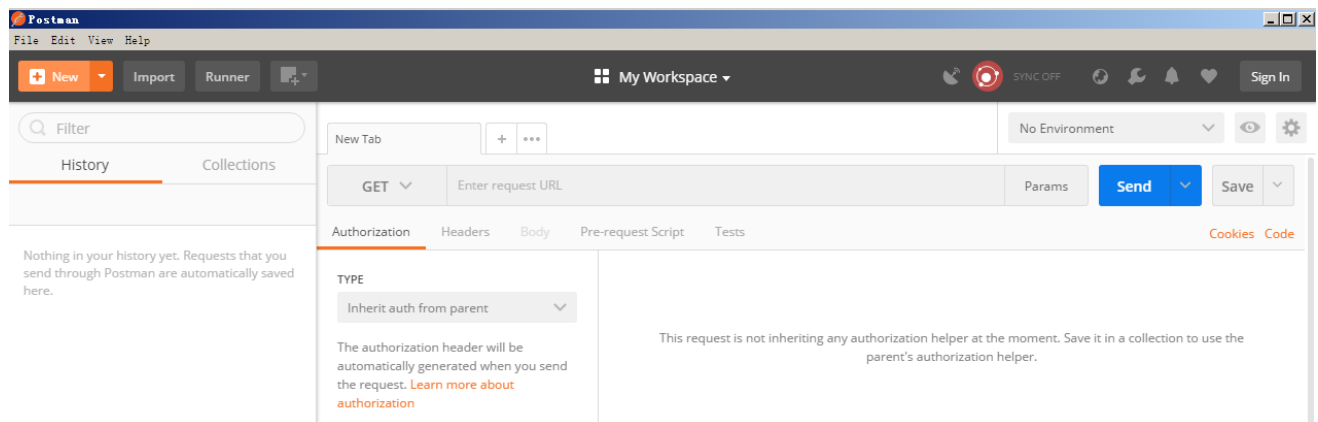 Postman
File Edit View Help
New
Import
Runner
My Workspace
SYNC OFF
Sign In
Filter
History
Collections
Nothing in your history yet. Requests that you
send through Postman are automatically saved
here.
New Tab
No Environment
GET
Enter request URL
Params
Send
Save
Authorization
Headers
Body
Pre-request Script
Tests
Cookies
Code
TYPE
Inherit auth from parent
The authorization header will be
automatically generated when you send
the request. Learn more about
authorization
This request is not inheriting any authorization helper at the moment. Save it in a collection to use the
parent's authorization helper.